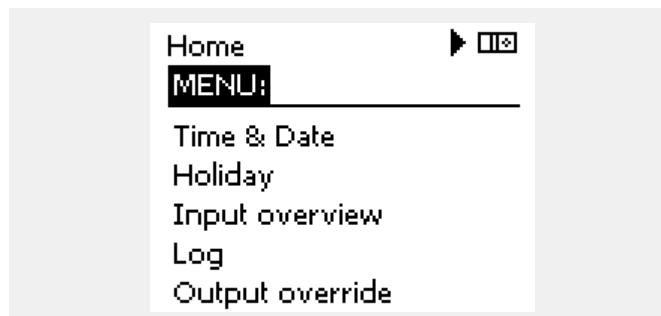 Home
MENU:
Time & Date
Holiday
Input overview
Log
Output override